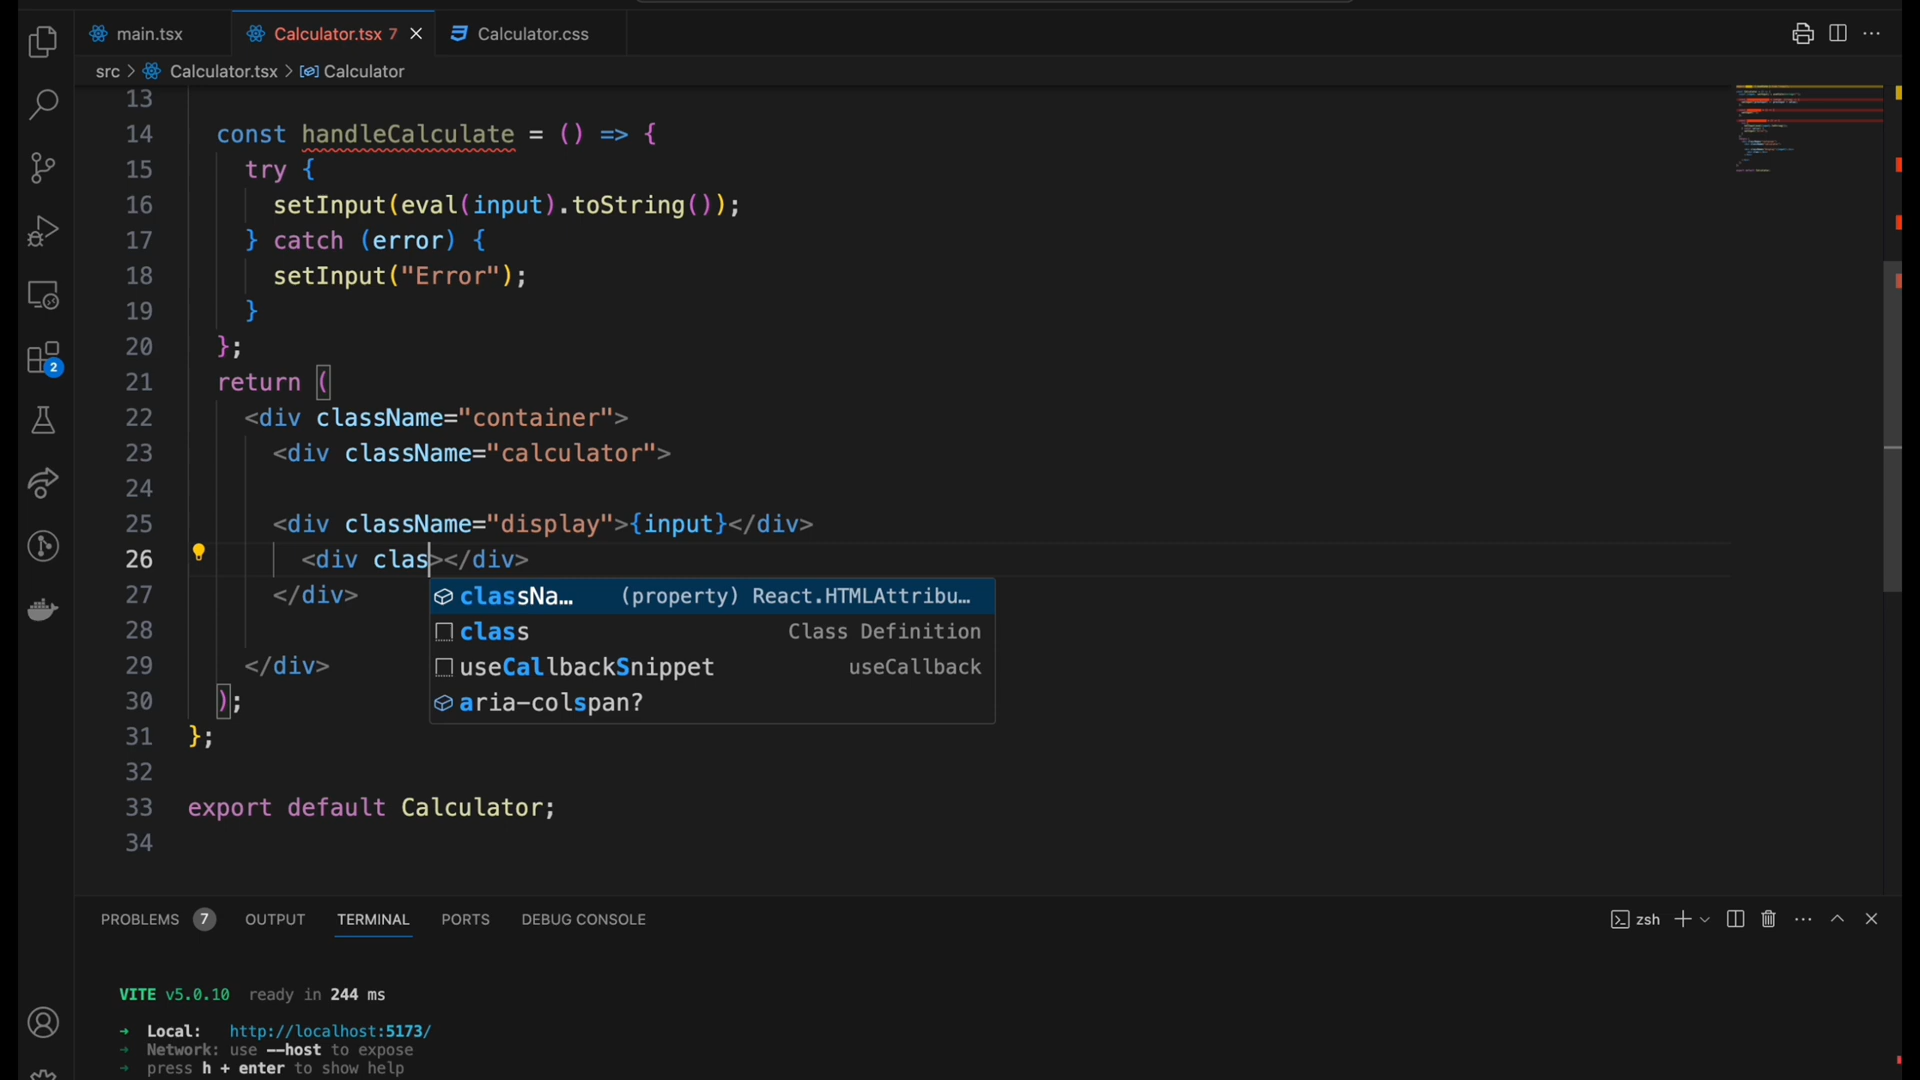 main.tsx
Calculator.tsx 7
Calculator.css
src > Calculator.tsx > Calculator
13
14 const handleCalculate = () => {
15 try {
16 setInput(eval(input).toString());
17 } catch (error) {
18 setInput("Error");
19 }
20 };
21 return (
22 <div className="container">
23 <div className="calculator">
24
25 <div className="display">{input}</div>
26 <div clas></div>
27 </div>
28
29 </div>
30 );
31 };
32
33 export default Calculator;
34
classNa… (property) React.HTMLAttribu…
class Class Definition
useCallbackSnippet useCallback
aria-colspan?
2
PROBLEMS 7 OUTPUT TERMINAL PORTS DEBUG CONSOLE
zsh
VITE v5.0.10 ready in 244 ms
➜ Local: http://localhost:5173/
➜ Network: use --host to expose
➜ press h + enter to show help